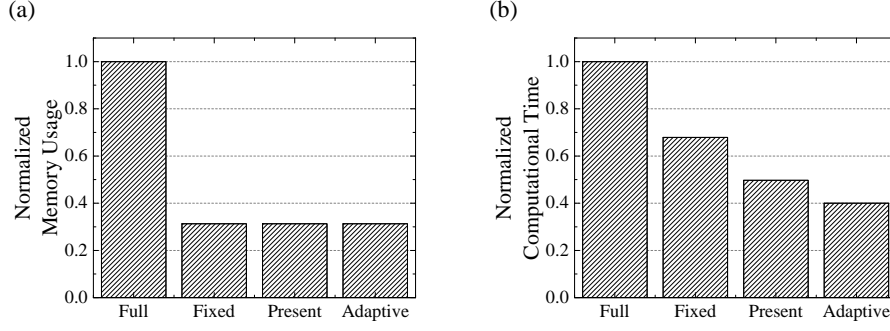 (a)
Normalized
Memory Usage
1.0
0.8
0.6
0.4
0.2
0.0
Full Fixed Present Adaptive
(b)
Normalized
Computational Time
1.0
0.8
0.6
0.4
0.2
0.0
Full Fixed Present Adaptive